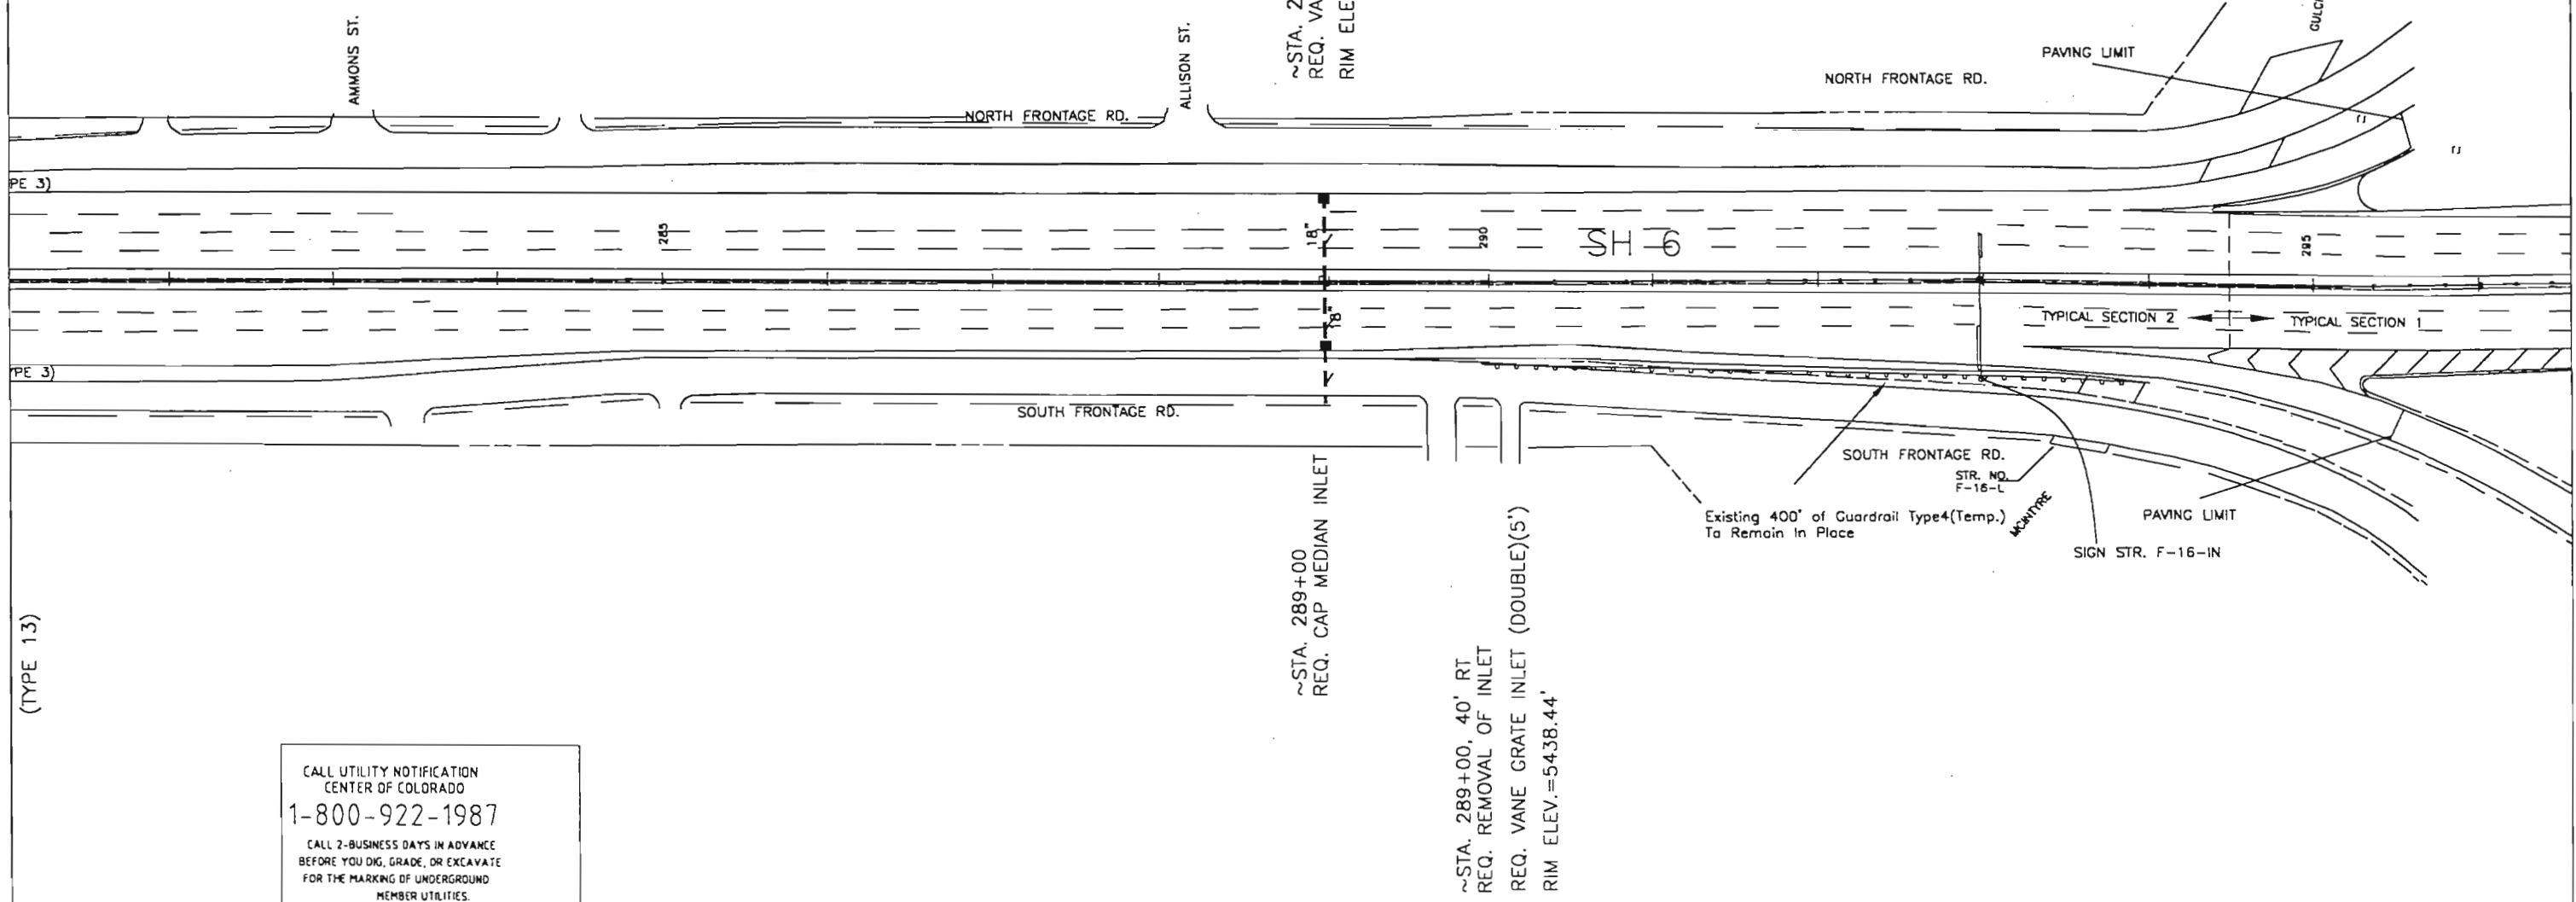 AMMONS ST.
ALLISON ST.
~STA. 2
REQ. VA
RIM ELE
NORTH FRONTAGE RD.
NORTH FRONTAGE RD.
PAVING LIMIT
PE 3)
285
18"
290
SH 6
295
18"
TYPICAL SECTION 2
TYPICAL SECTION 1
PE 3)
SOUTH FRONTAGE RD.
SOUTH FRONTAGE RD.
STR. NO.
F-16-L
MCINTYRE
Existing 400' of Guardrail Type4(Temp.)
To Remain In Place
PAVING LIMIT
SIGN STR. F-16-IN
~STA. 289+00
REQ. CAP MEDIAN INLET
~STA. 289+00, 40' RT
REQ. REMOVAL OF INLET
REQ. VANE GRATE INLET (DOUBLE)(5')
RIM ELEV.=5438.44'
(TYPE 13)
CALL UTILITY NOTIFICATION
CENTER OF COLORADO
1-800-922-1987
CALL 2-BUSINESS DAYS IN ADVANCE
BEFORE YOU DIG, GRADE, OR EXCAVATE
FOR THE MARKING OF UNDERGROUND
MEMBER UTILITIES.